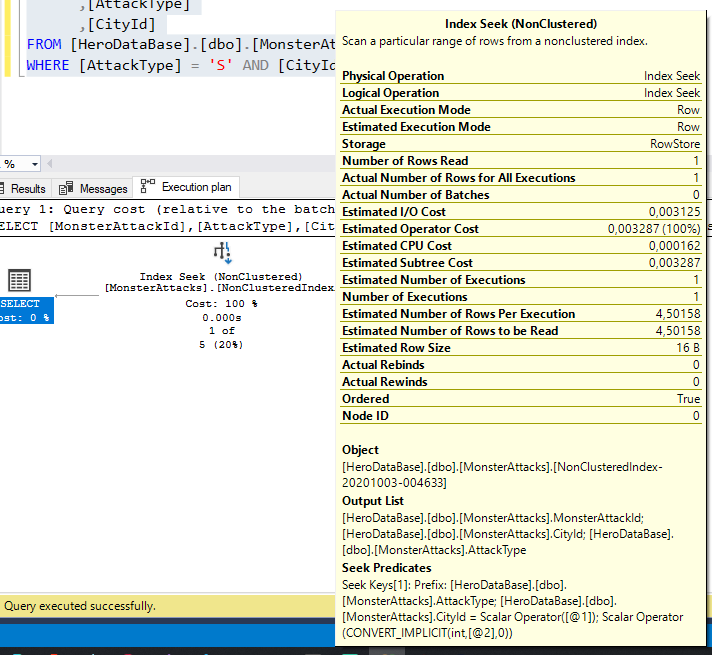 ,[AttackType]
,[CityId]
FROM [HeroDataBase].[dbo].[MonsterAt
WHERE [AttackType] = 'S' AND [CityId
%
Results Messages Execution plan
uery 1: Query cost (relative to the batch
ELECT [MonsterAttackId],[AttackType],[Cit
Index Seek (NonClustered)
[MonsterAttacks].[NonClusteredIndex
Cost: 100 %
0.000s
1 of
5 (20%)
SELECT
ost: 0 %
Query executed successfully.
Index Seek (NonClustered)
Scan a particular range of rows from a nonclustered index.
Physical Operation Index Seek
Logical Operation Index Seek
Actual Execution Mode Row
Estimated Execution Mode Row
Storage RowStore
Number of Rows Read 1
Actual Number of Rows for All Executions 1
Actual Number of Batches 0
Estimated I/O Cost 0,003125
Estimated Operator Cost 0,003287 (100%)
Estimated CPU Cost 0,000162
Estimated Subtree Cost 0,003287
Estimated Number of Executions 1
Number of Executions 1
Estimated Number of Rows Per Execution 4,50158
Estimated Number of Rows to be Read 4,50158
Estimated Row Size 16 B
Actual Rebinds 0
Actual Rewinds 0
Ordered True
Node ID 0
Object
[HeroDataBase].[dbo].[MonsterAttacks].[NonClusteredIndex-
20201003-004633]
Output List
[HeroDataBase].[dbo].[MonsterAttacks].MonsterAttackId;
[HeroDataBase].[dbo].[MonsterAttacks].CityId; [HeroDataBase].
[dbo].[MonsterAttacks].AttackType
Seek Predicates
Seek Keys[1]: Prefix: [HeroDataBase].[dbo].
[MonsterAttacks].AttackType; [HeroDataBase].[dbo].
[MonsterAttacks].CityId = Scalar Operator([@1]); Scalar Operator
(CONVERT_IMPLICIT(int,[@2],0))